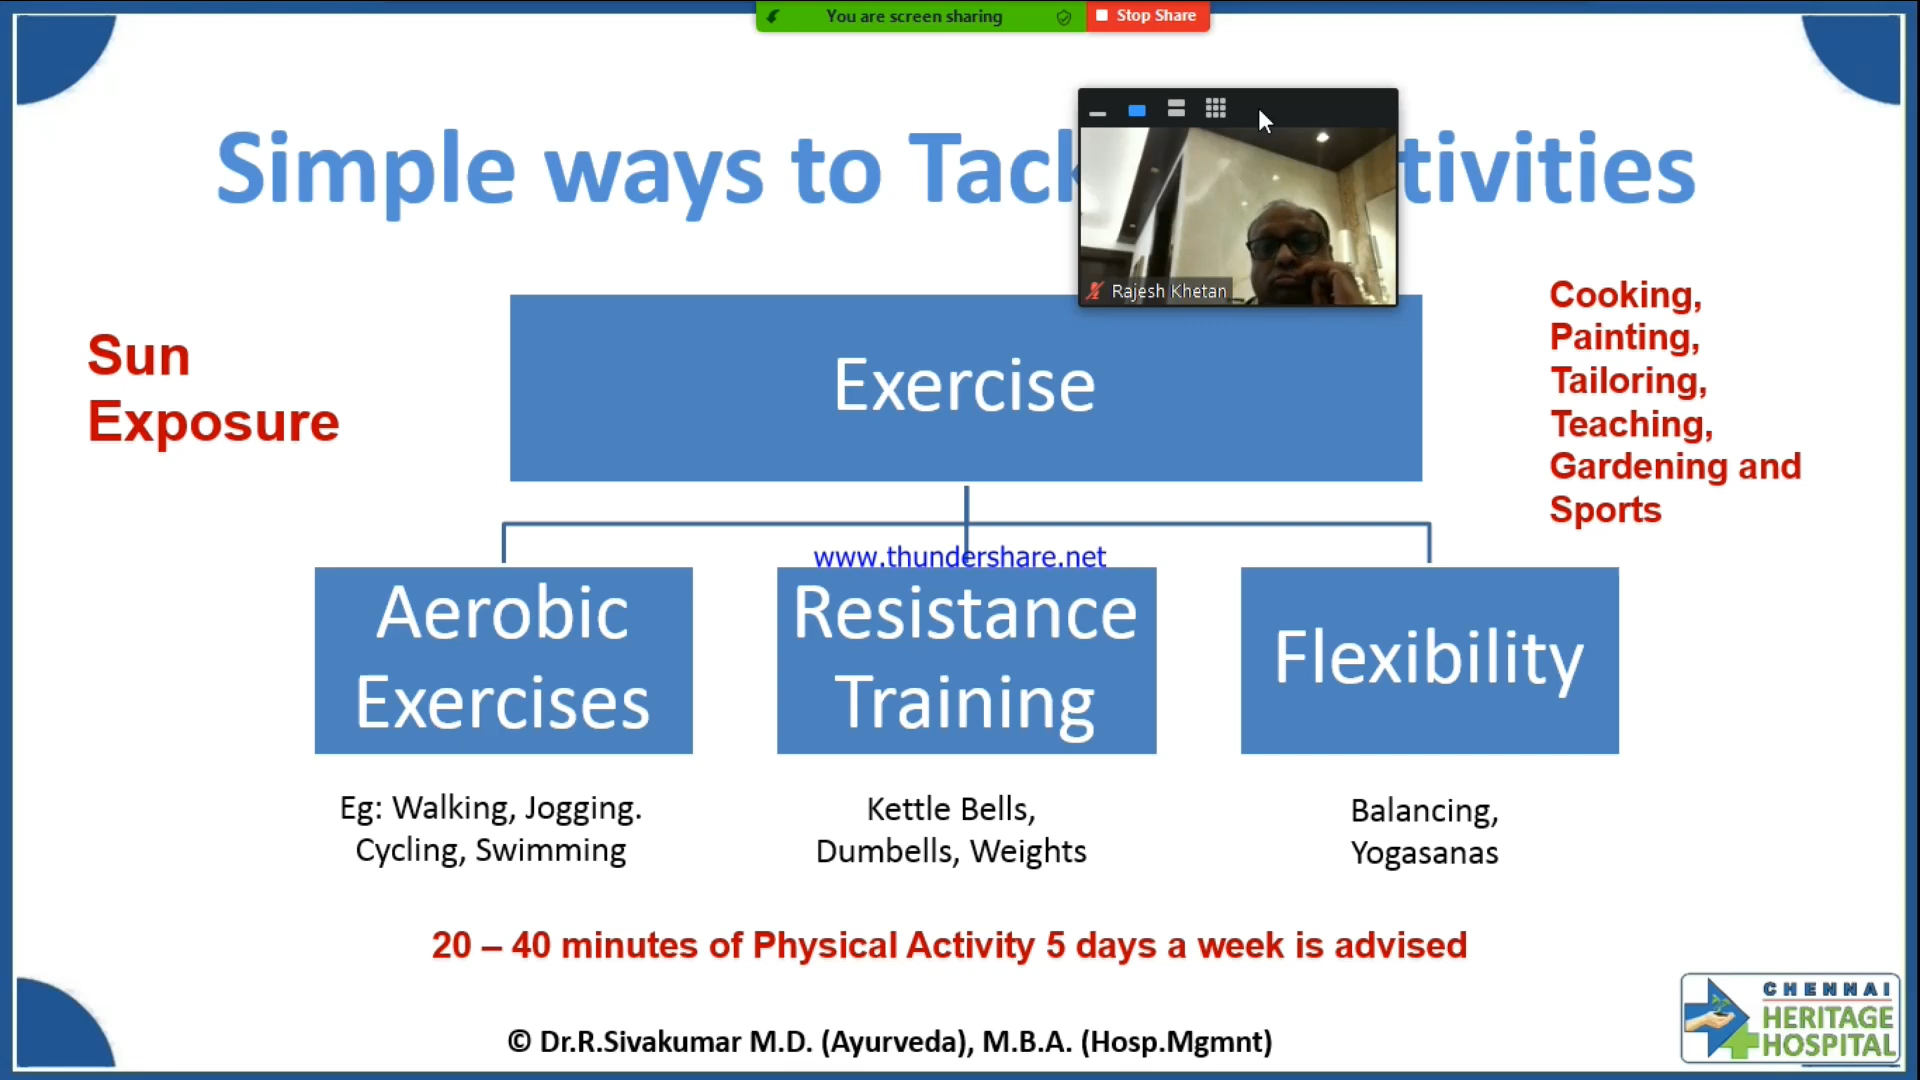 You are screen sharing
Stop Share
Simple ways to Tack tivities
Rajesh Khetan
Sun
Exposure
Exercise
Cooking,
Painting,
Tailoring,
Teaching,
Gardening and
Sports
www.thundershare.net
Aerobic
Exercises
Resistance
Training
Flexibility
Eg: Walking, Jogging.
Cycling, Swimming
Kettle Bells,
Dumbells, Weights
Balancing,
Yogasanas
20 – 40 minutes of Physical Activity 5 days a week is advised
© Dr.R.Sivakumar M.D. (Ayurveda), M.B.A. (Hosp.Mgmnt)
CHENNAI
HERITAGE
HOSPITAL